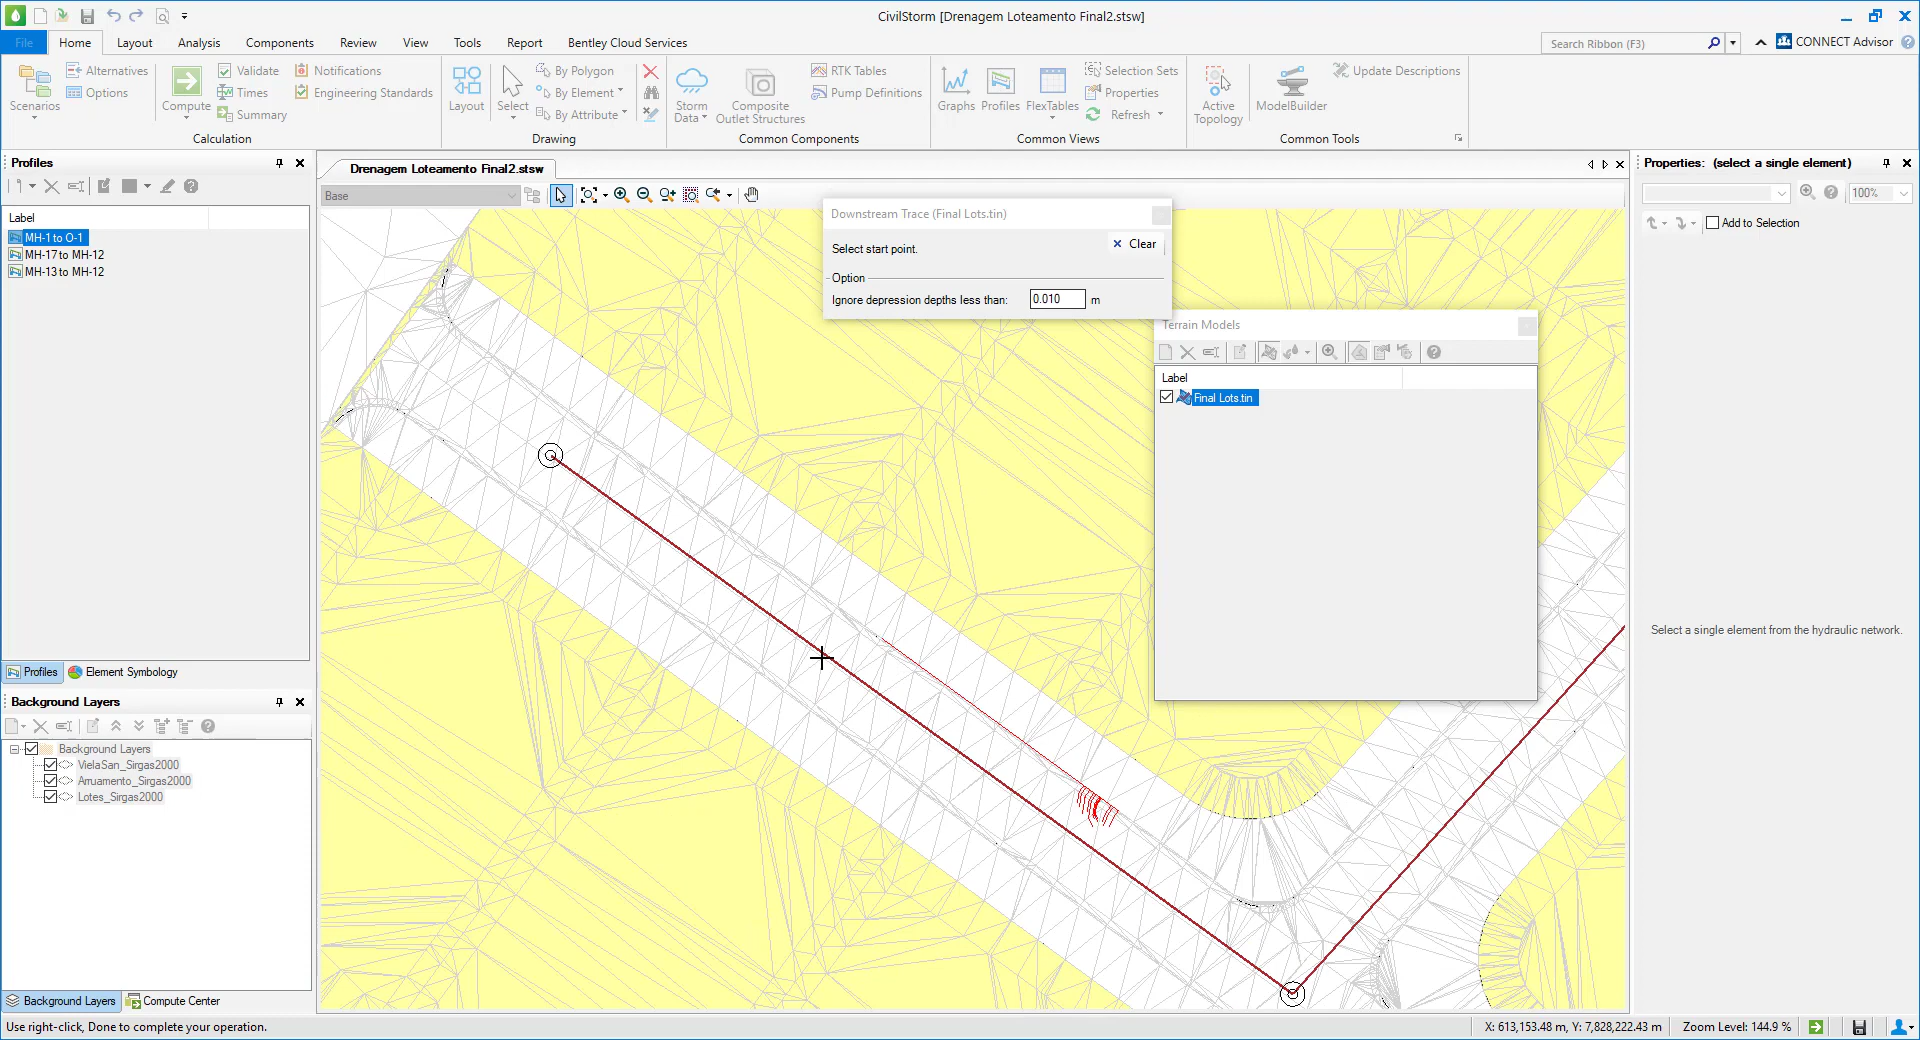 CivilStorm [Drenagem Loteamento Final2.stsw]
File Home Layout Analysis Components Review View Tools Report Bentley Cloud Services
Search Ribbon (F3)
CONNECT Advisor
Scenarios
Alternatives
Options
Compute
Validate
Times
Summary
Notifications
Engineering Standards
Calculation
Layout
Select
By Polygon
By Element
By Attribute
Drawing
Storm
Data
Composite
Outlet Structures
RTK Tables
Pump Definitions
Common Components
Graphs
Profiles
FlexTables
Selection Sets
Properties
Refresh
Common Views
Active
Topology
ModelBuilder
Update Descriptions
Common Tools
Profiles
Label
MH-1 to O-1
MH-17 to MH-12
MH-13 to MH-12
Profiles
Element Symbology
Background Layers
Background Layers
VielaSan_Sirgas2000
Arruamento_Sirgas2000
Lotes_Sirgas2000
Background Layers
Compute Center
Drenagem Loteamento Final2.stsw
Base
Downstream Trace (Final Lots.tin)
Select start point.
Clear
Option
Ignore depression depths less than: 0.010 m
Terrain Models
Label
Final Lots.tin
Properties: (select a single element)
100%
Add to Selection
Select a single element from the hydraulic network.
Use right-click, Done to complete your operation.
X: 613,153.48 m, Y: 7,828,222.43 m
Zoom Level: 144.9 %